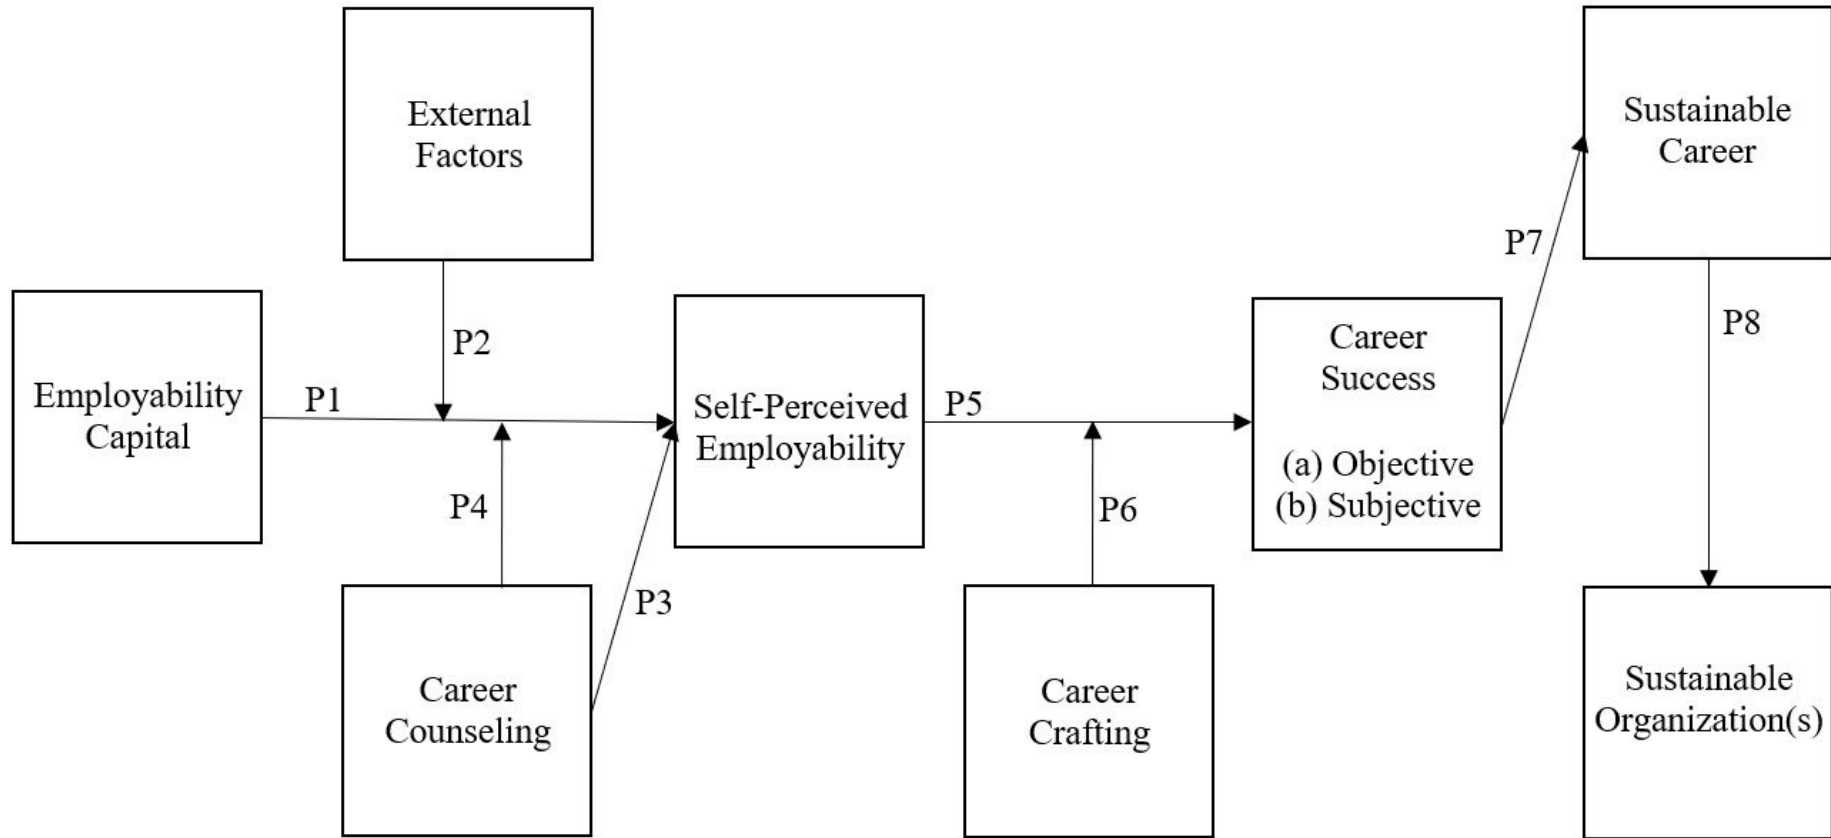 External
Factors
Sustainable
Career
P7
P2
P8
Employability
Capital
P1
Self-Perceived
Employability
P5
Career
Success
(a) Objective
(b) Subjective
P4
P6
P3
Career
Counseling
Career
Crafting
Sustainable
Organization(s)